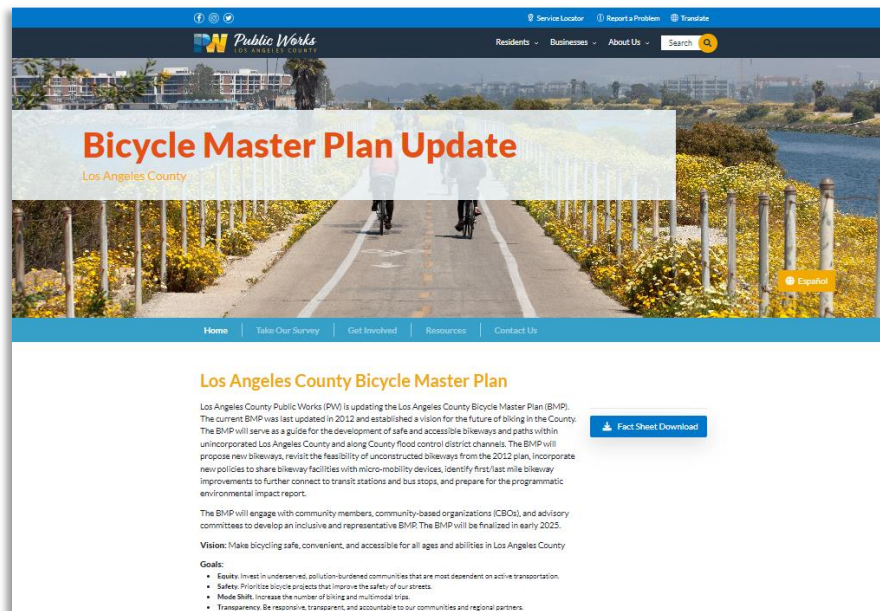 Service Locator
Report a Problem
Translate
PW Public Works
LOS ANGELES COUNTY
Residents
Businesses
About Us
Search
Bicycle Master Plan Update
Los Angeles County
Español
Home
Take Our Survey
Get Involved
Resources
Contact Us
Los Angeles County Bicycle Master Plan
Los Angeles County Public Works (PW) is updating the Los Angeles County Bicycle Master Plan (BMP).
The current BMP was last updated in 2012 and established a vision for the future of biking in the County.
The BMP will serve as a guide for the development of safe and accessible bikeways and paths within
unincorporated Los Angeles County and along County flood control district channels. The BMP will
propose new bikeways, revisit the feasibility of unconstructed bikeways from the 2012 plan, incorporate
new policies to share bikeway facilities with micro-mobility devices, identify first/last mile bikeway
improvements to further connect to transit stations and bus stops, and prepare for the programmatic
environmental impact report.
Fact Sheet Download
The BMP will engage with community members, community-based organizations (CBOs), and advisory
committees to develop an inclusive and representative BMP. The BMP will be finalized in early 2025.
Vision: Make bicycling safe, convenient, and accessible for all ages and abilities in Los Angeles County
Goals:
• Equity. Invest in underserved, pollution-burdened communities that are most dependent on active transportation.
• Safety. Prioritize bicycle projects that improve the safety of our streets.
• Mode Shift. Increase the number of biking and multimodal trips.
• Transparency. Be responsive, transparent, and accountable to our communities and regional partners.